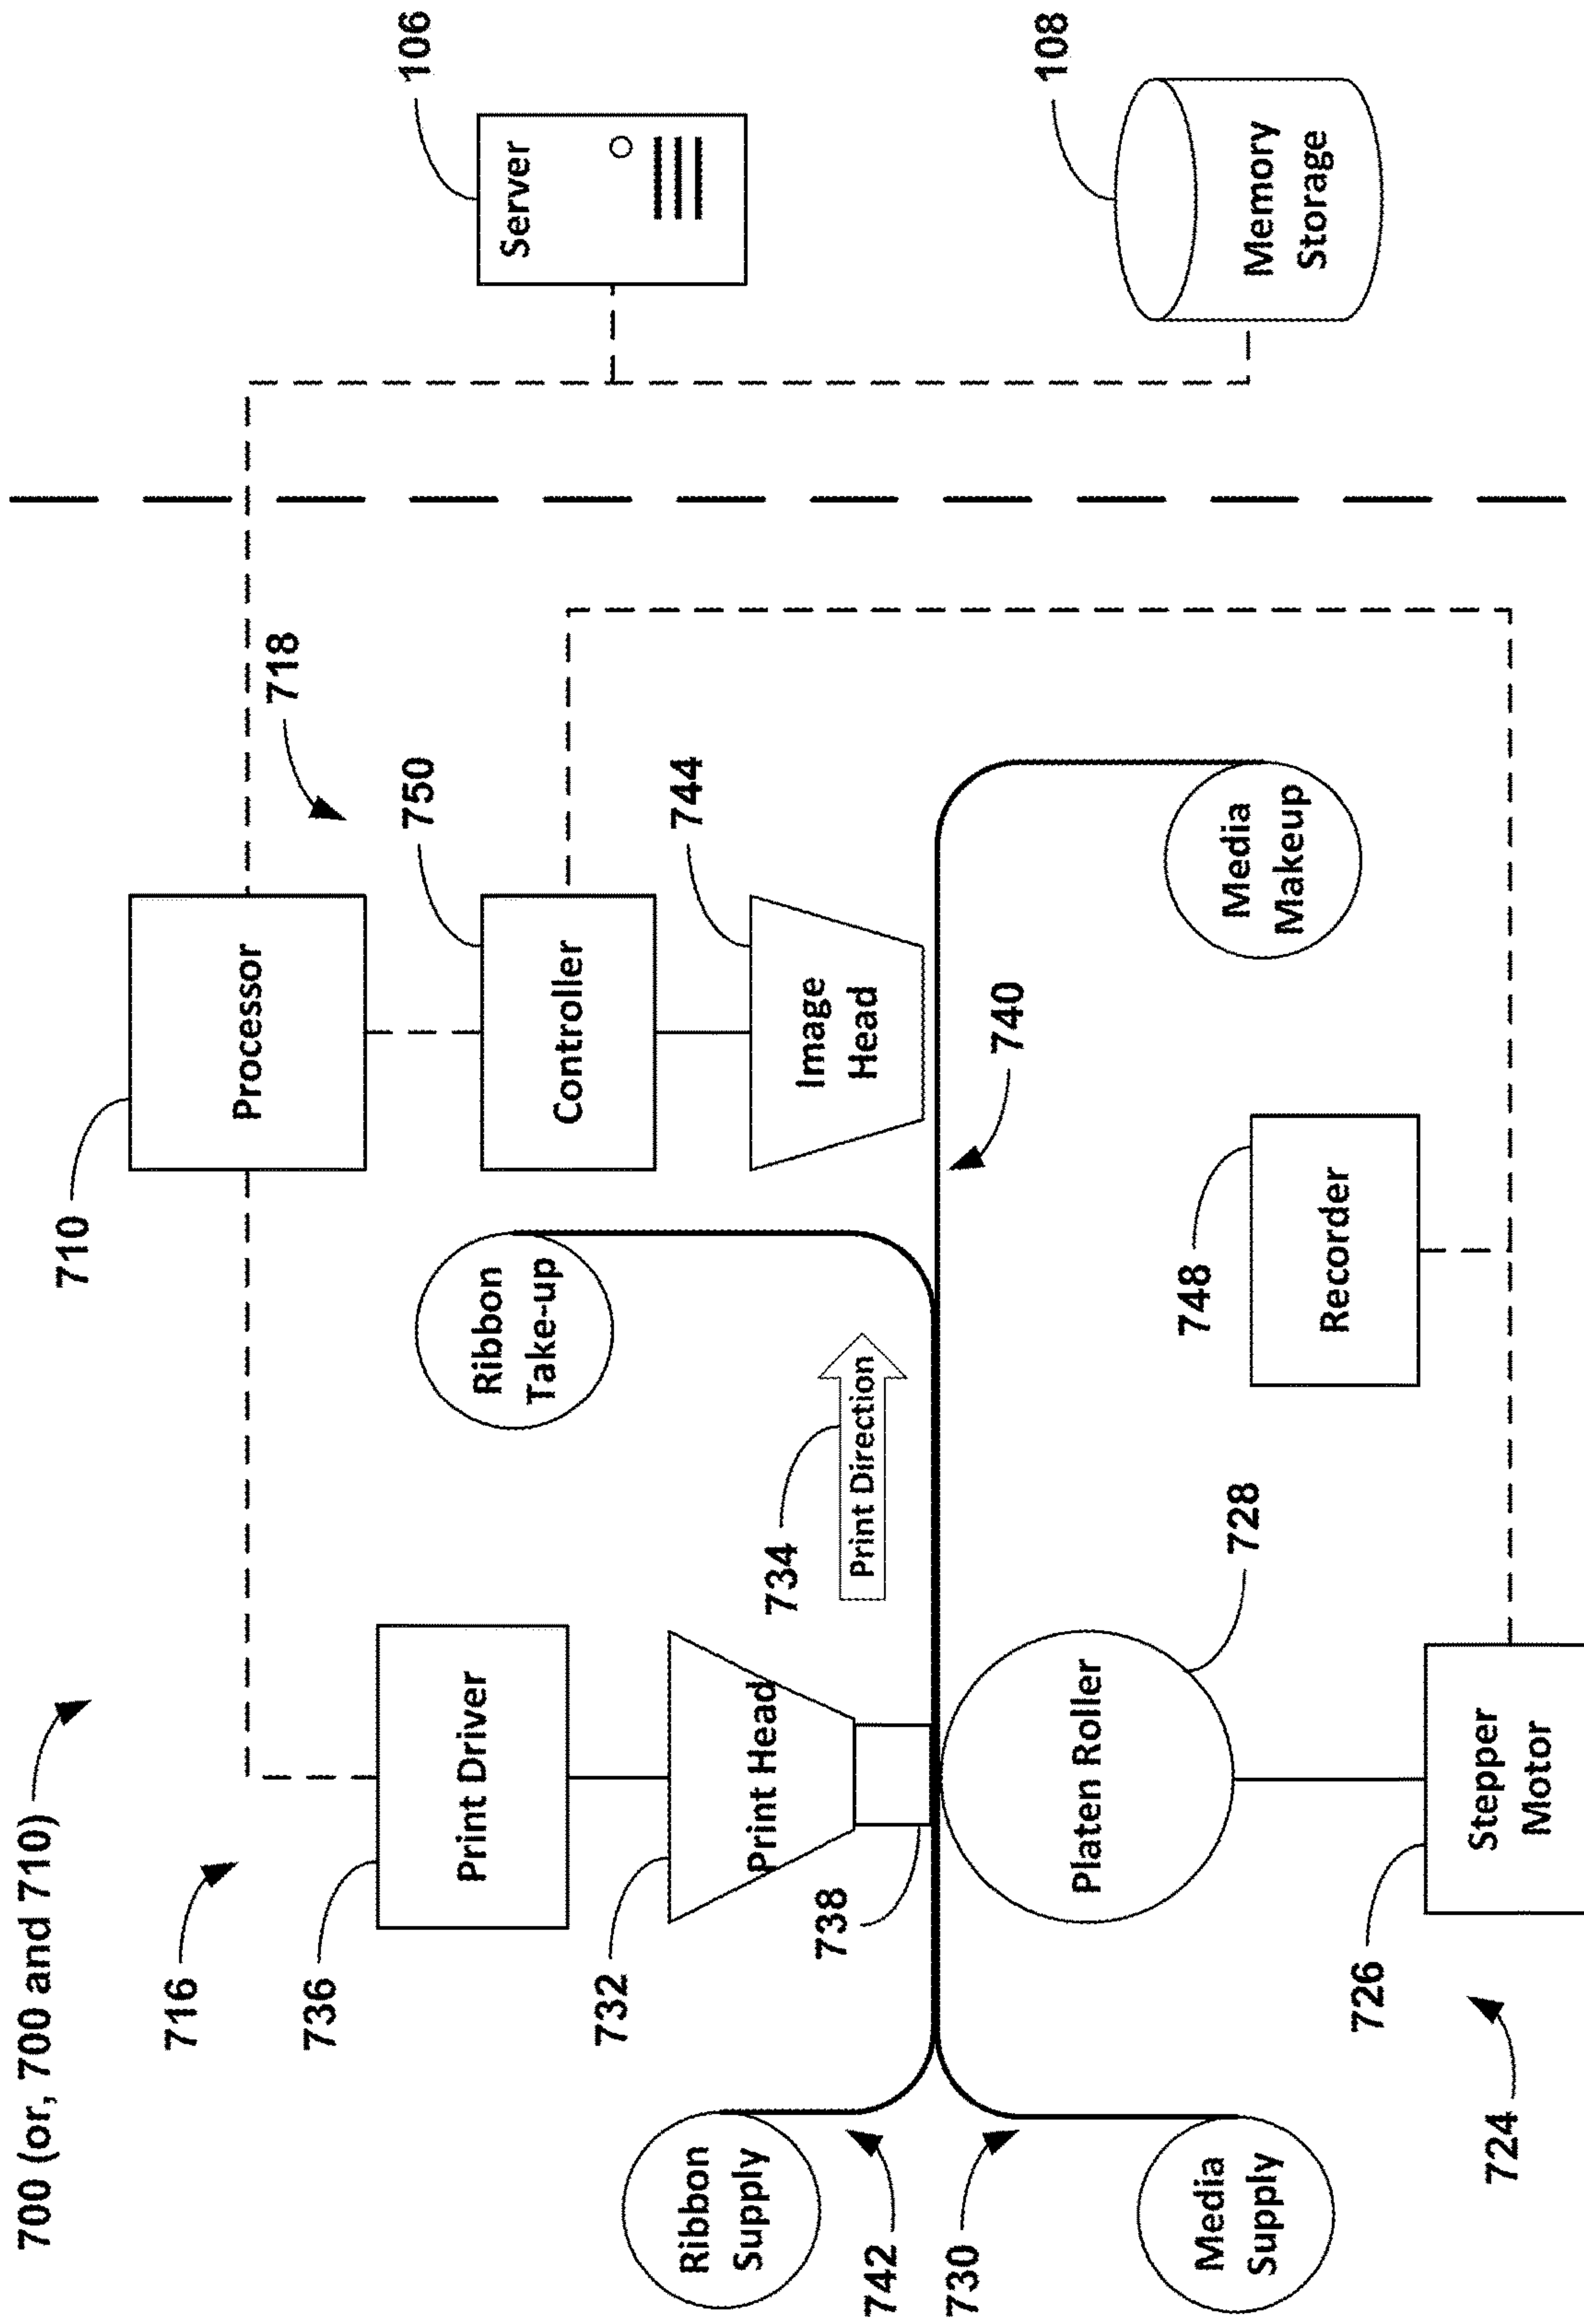 700 (or, 700 and 710)
716
736
Print Driver
732
Print Head
738
734
Print Direction
Ribbon
Supply
742
730
Media
Supply
Platen Roller
728
726
Stepper
Motor
724
Ribbon
Take-up
710
Processor
718
750
Controller
744
Image
Head
740
748
Recorder
Media
Makeup
106
Server
108
Memory
Storage